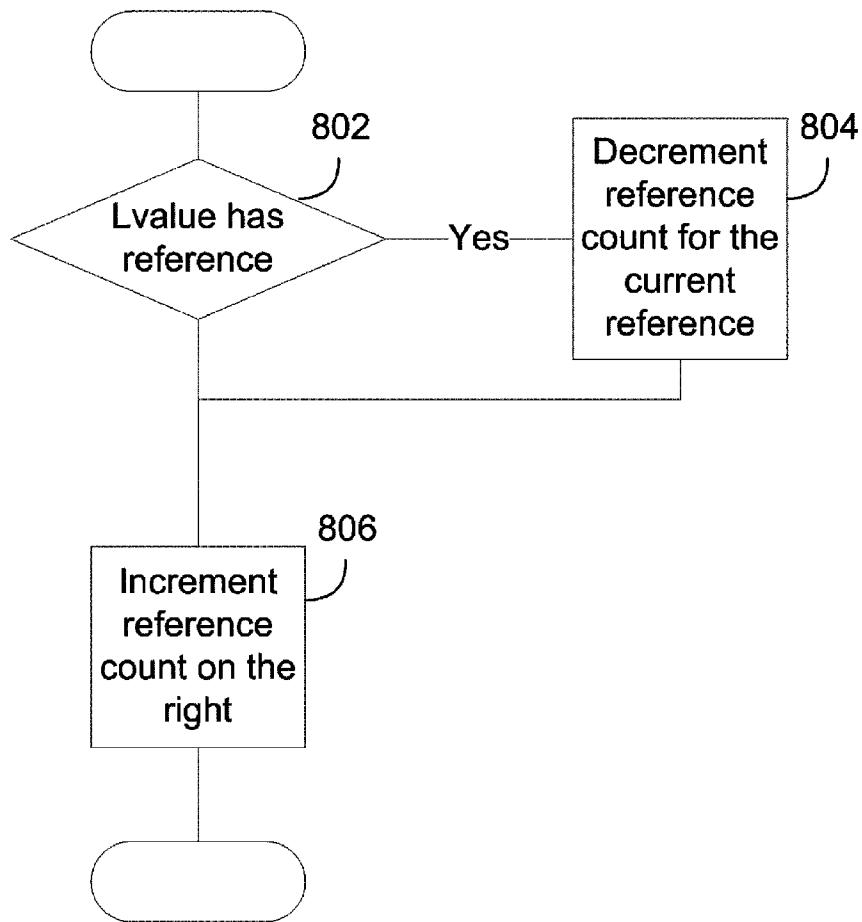 802
Lvalue has
reference
Yes
804
Decrement
reference
count for the
current
reference
806
Increment
reference
count on the
right